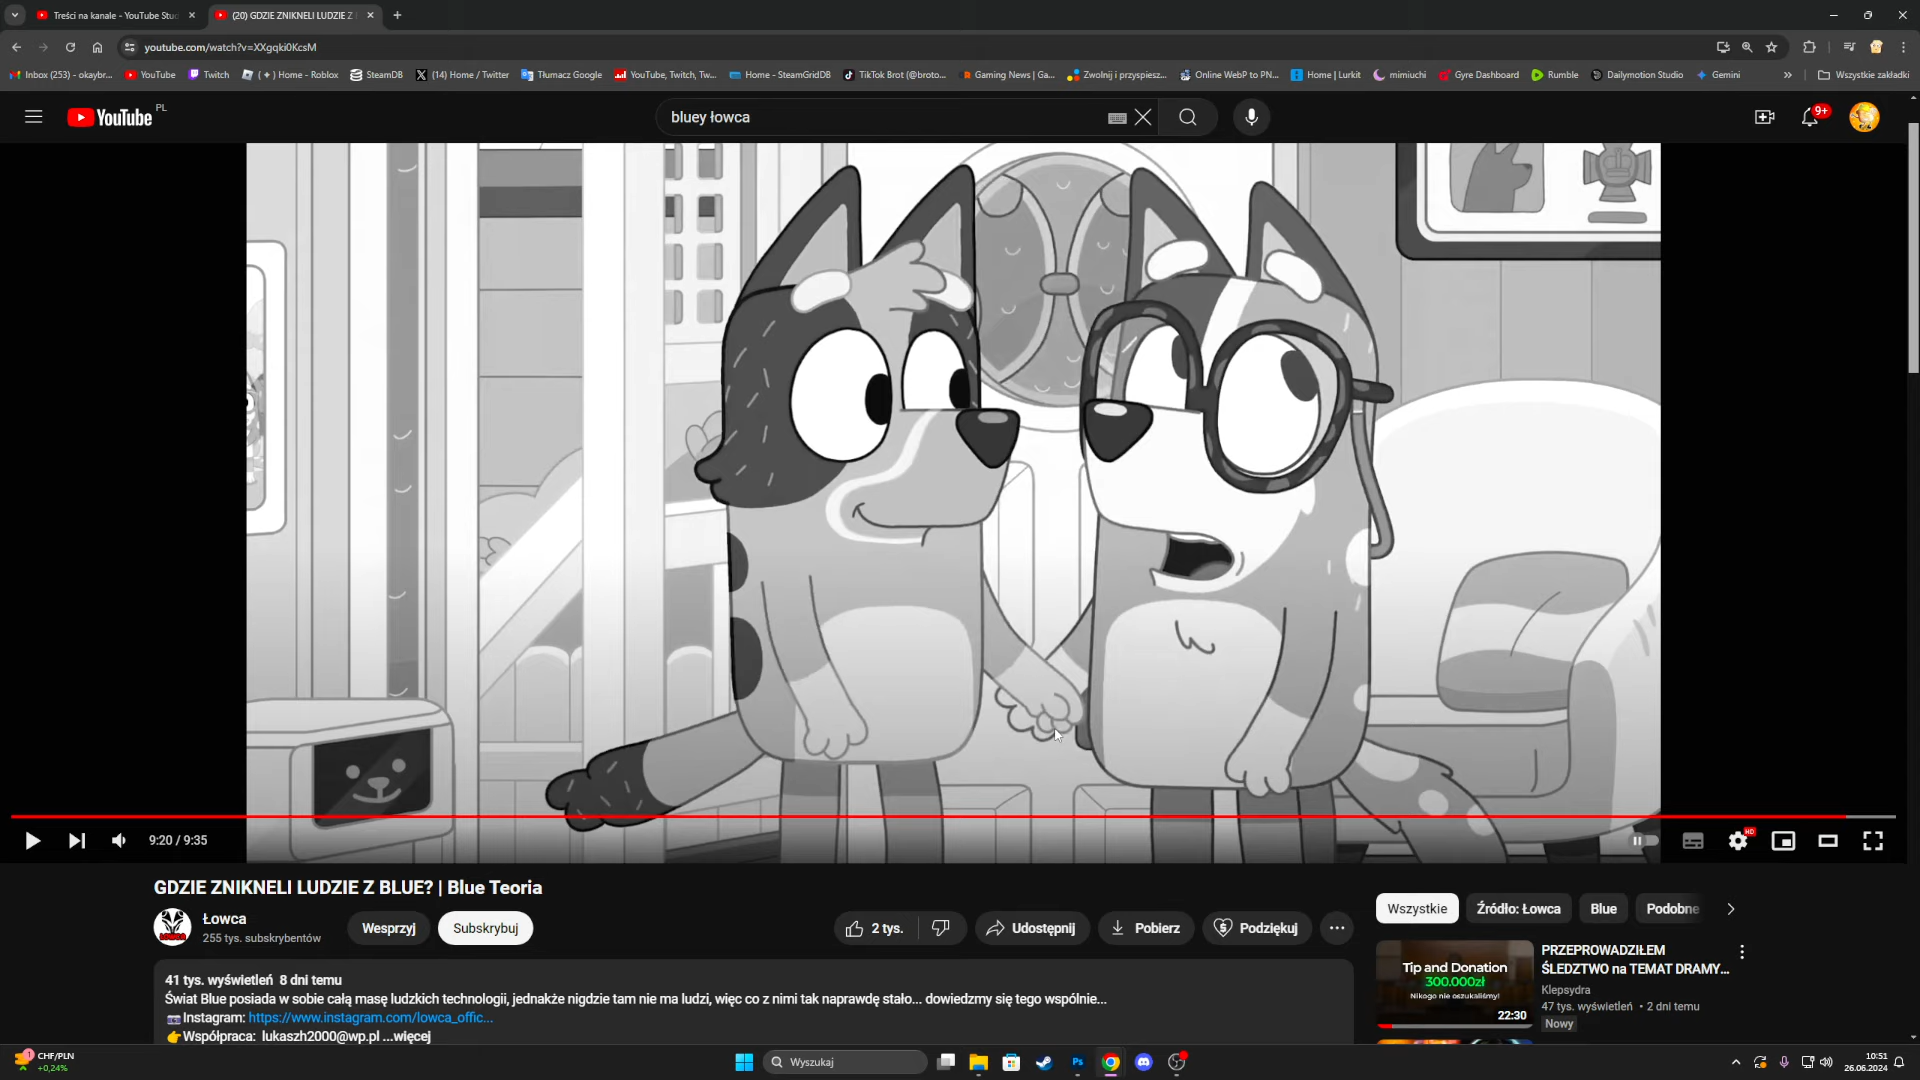 Treści na kanale - YouTube Stu
(20) GDZIE ZNIKNELI LUDZIE Z
youtube.com/watch?v=XXgqki0KcsM
Inbox (253) - okaybr...
YouTube
Twitch
( + ) Home - Roblox
SteamDB
(14) Home / Twitter
Tłumacz Google
YouTube, Twitch, Tw...
Home - SteamGridDB
TikTok Brot (@broto...
Gaming News | Ga...
Zwolnij i przyspiesz...
Online WebP to PN...
Home | Lurkit
mimiuchi
Gyre Dashboard
Rumble
Dailymotion Studio
Gemini
»
Wszystkie zakładki
YouTube PL
bluey łowca
9+
9:20 / 9:35
HD
GDZIE ZNIKNELI LUDZIE Z BLUE? | Blue Teoria
Łowca
255 tys. subskrybentów
Wesprzyj
Subskrybuj
2 tys.
Udostępnij
Pobierz
Podziękuj
Wszystkie
Źródło: Łowca
Blue
Podobne
41 tys. wyświetleń 8 dni temu
Świat Blue posiada w sobie całą masę ludzkich technologii, jednakże nigdzie tam nie ma ludzi, więc co z nimi tak naprawdę stało... dowiedzmy się tego wspólnie...
Instagram: https://www.instagram.com/lowca_offic...
Współpraca: lukaszh2000@wp.pl ...więcej
Tip and Donation
300.000zł
Nikogo nie oszukaliśmy!
22:30
PRZEPROWADZIŁEM
ŚLEDZTWO na TEMAT DRAMY...
Klepsydra
47 tys. wyświetleń • 2 dni temu
Nowy
1
CHF/PLN
+0,24%
Wyszukaj
Ps
10:51
26.06.2024